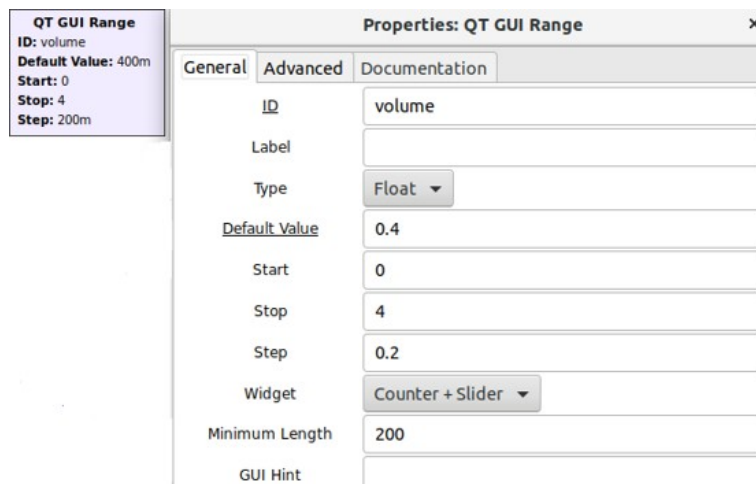 QT GUI Range
ID: volume
Default Value: 400m
Start: 0
Stop: 4
Step: 200m
Properties: QT GUI Range
General Advanced Documentation
ID volume
Label
Type Float
Default Value 0.4
Start 0
Stop 4
Step 0.2
Widget Counter + Slider
Minimum Length 200
GUI Hint